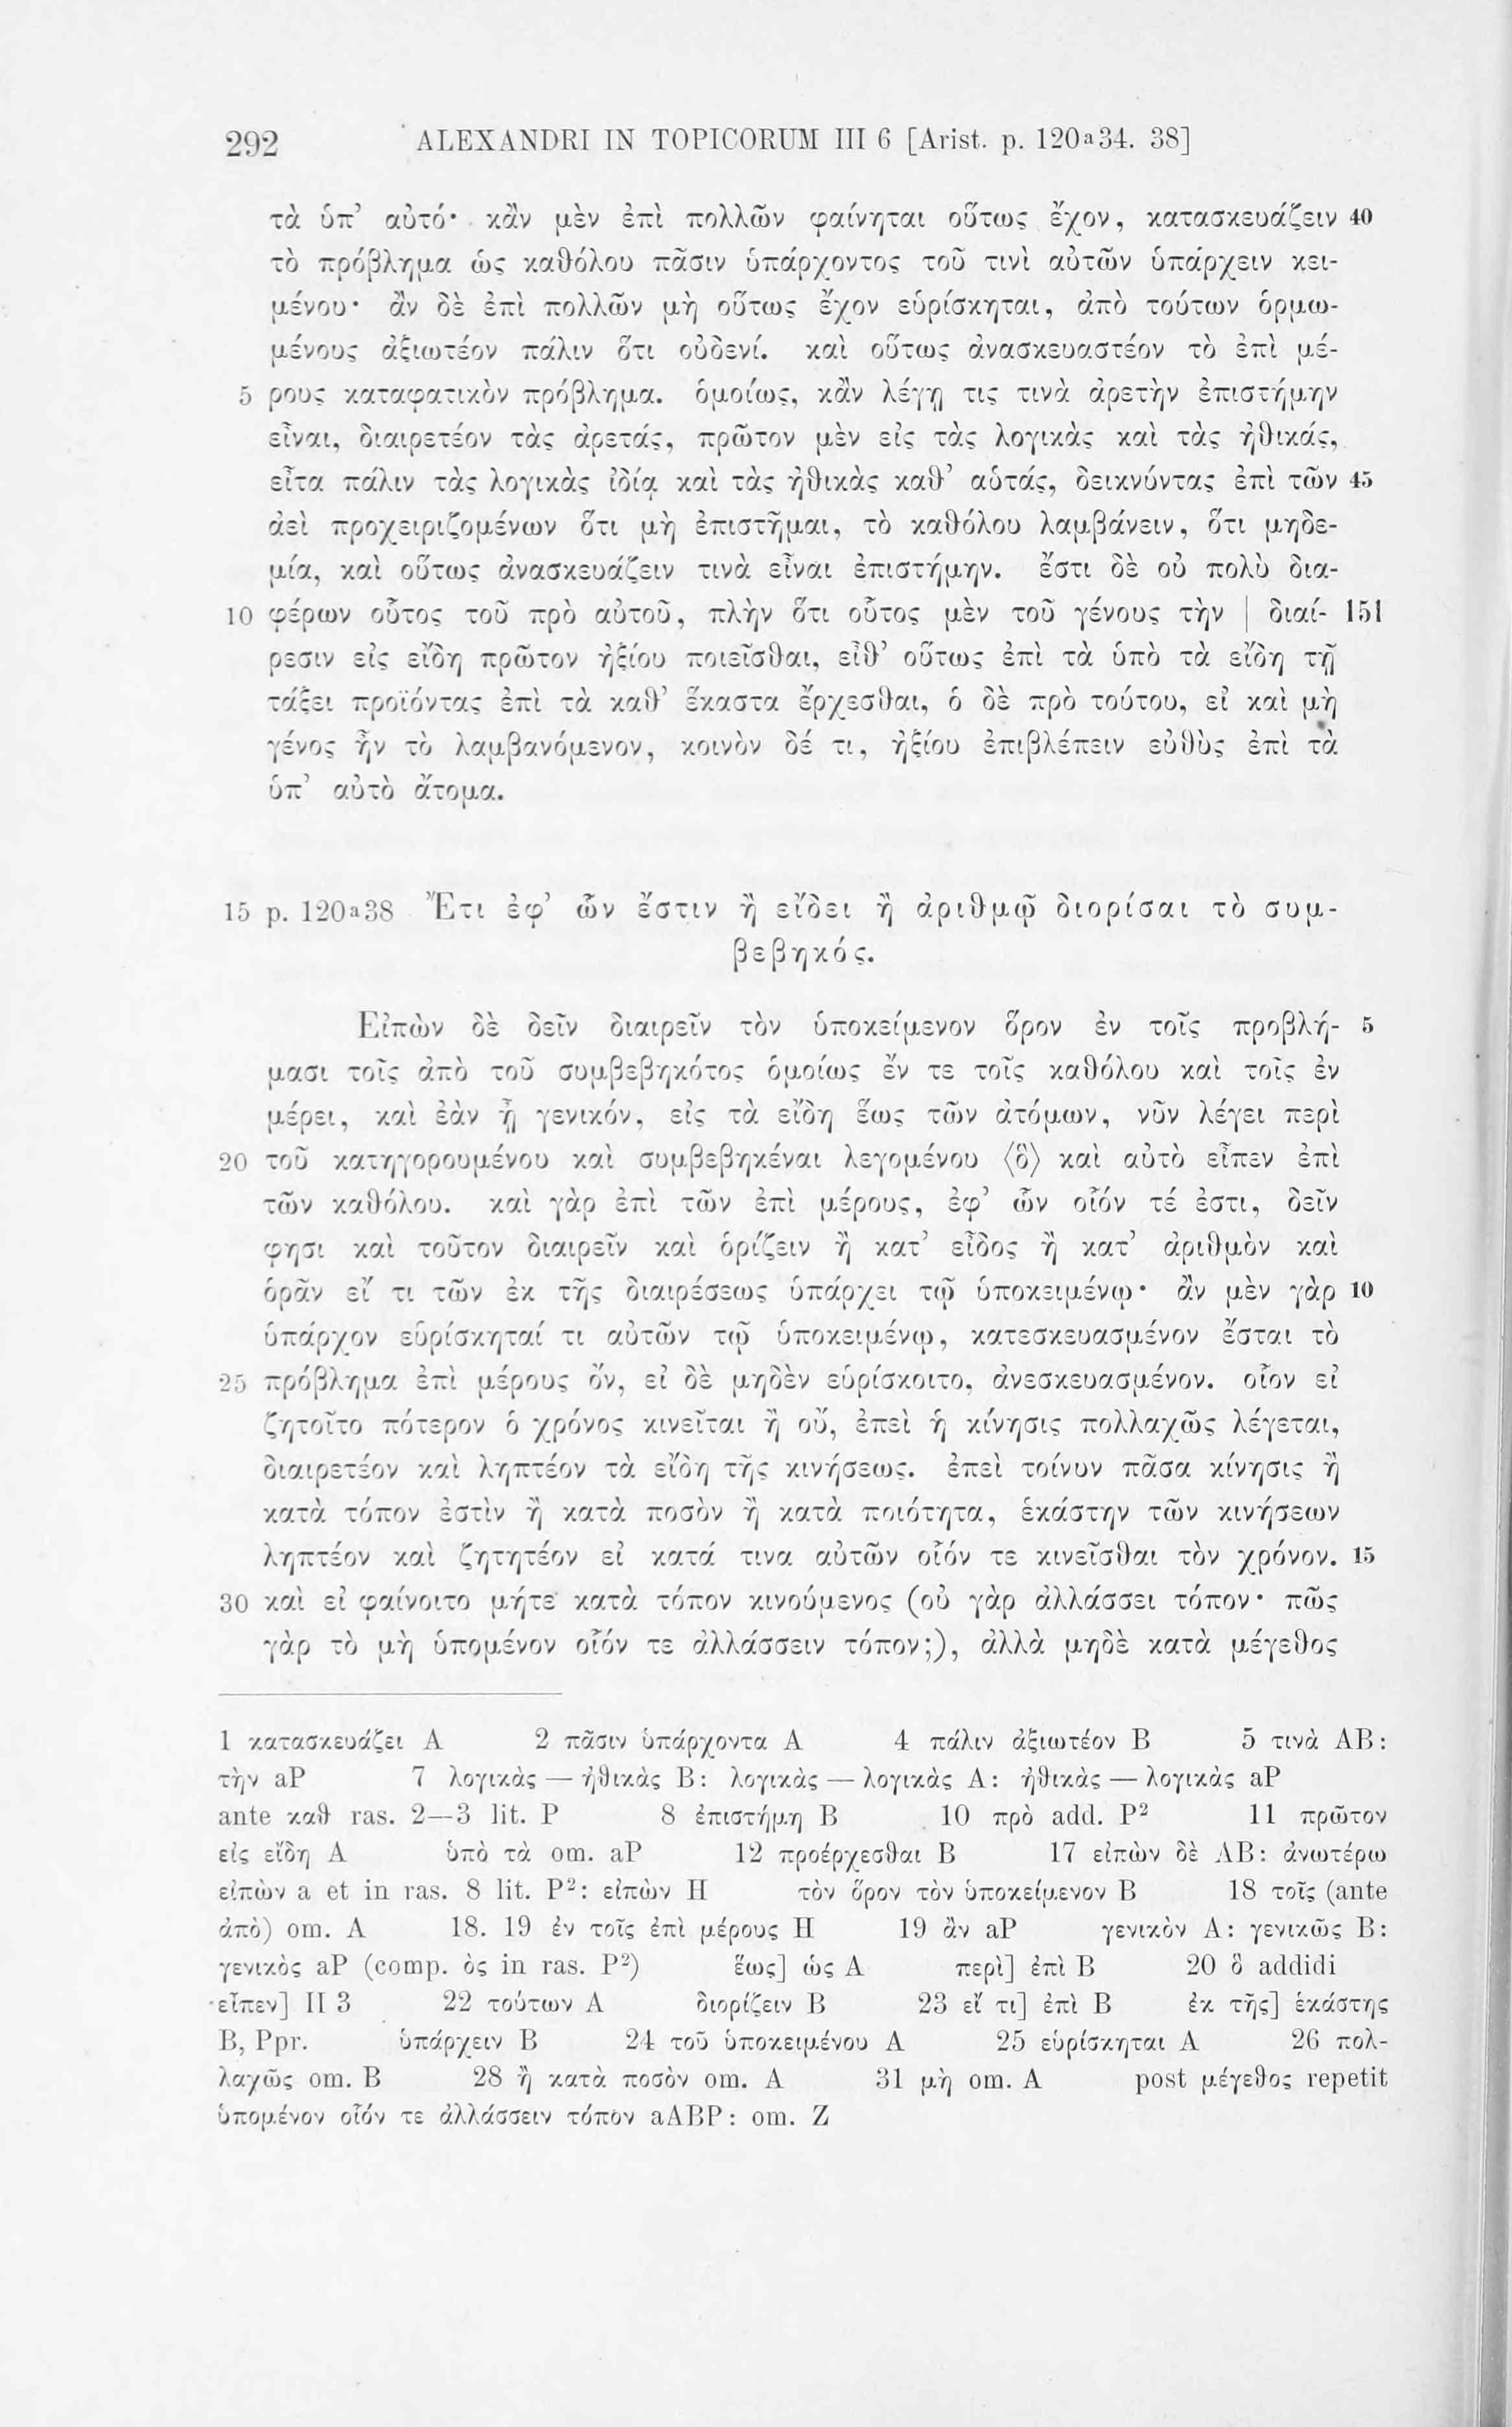 292 ALEXANDRI IN TOPICORUM III 6 [Arist. p. 120a34. 38]
τὰ ὑπ’ αὐτό· κἂν μὲν ἐπὶ πολλῶν φαίνηται οὕτως ἔχον, κατασκευάζειν 40
τὸ πρόβλημα ὡς καθόλου πᾶσιν ὑπάρχοντος τοῦ τινὶ αὐτῶν ὑπάρχειν κει-
μένου· ἂν δὲ ἐπὶ πολλῶν μὴ οὕτως ἔχον εὑρίσκηται, ἀπὸ τούτων ὁρμω-
μένους ἀξιωτέον πάλιν ὅτι οὐδενί. καὶ οὕτως ἀνασκευαστέον τὸ ἐπὶ μέ-
5 ρους καταφατικὸν πρόβλημα. ὁμοίως, κἂν λέγῃ τις τινὰ ἀρετὴν ἐπιστήμην
εἶναι, διαιρετέον τὰς ἀρετάς, πρῶτον μὲν εἰς τὰς λογικὰς καὶ τὰς ἠθικάς,
εἶτα πάλιν τὰς λογικὰς ἰδίᾳ καὶ τὰς ἠθικὰς καθ’ αὑτάς, δεικνύντας ἐπὶ τῶν 45
ἀεὶ προχειριζομένων ὅτι μὴ ἐπιστῆμαι, τὸ καθόλου λαμβάνειν, ὅτι μηδε-
μία, καὶ οὕτως ἀνασκευάζειν τινὰ εἶναι ἐπιστήμην. ἔστι δὲ οὐ πολὺ δια-
10 φέρων οὗτος τοῦ πρὸ αὐτοῦ, πλὴν ὅτι οὗτος μὲν τοῦ γένους τὴν | διαί- 151
ρεσιν εἰς εἴδη πρῶτον ἠξίου ποιεῖσθαι, εἶθ’ οὕτως ἐπὶ τὰ ὑπὸ τὰ εἴδη τῇ
τάξει προϊόντας ἐπὶ τὰ καθ’ ἕκαστα ἔρχεσθαι, ὁ δὲ πρὸ τούτου, εἰ καὶ μὴ
γένος ἦν τὸ λαμβανόμενον, κοινὸν δέ τι, ἠξίου ἐπιβλέπειν εὐθὺς ἐπὶ τὰ
ὑπ’ αὐτὸ ἄτομα.
15 p. 120a38 Ἔτι ἐφ’ ὧν ἔστιν ἢ εἴδει ἢ ἀριθμῷ διορίσαι τὸ συμ-
βεβηκός.
Εἰπὼν δὲ δεῖν διαιρεῖν τὸν ὑποκείμενον ὅρον ἐν τοῖς προβλή- 5
μασι τοῖς ἀπὸ τοῦ συμβεβηκότος ὁμοίως ἔν τε τοῖς καθόλου καὶ τοῖς ἐν
μέρει, καὶ ἐὰν ᾖ γενικόν, εἰς τὰ εἴδη ἕως τῶν ἀτόμων, νῦν λέγει περὶ
20 τοῦ κατηγορουμένου καὶ συμβεβηκέναι λεγομένου ⟨ὃ⟩ καὶ αὐτὸ εἶπεν ἐπὶ
τῶν καθόλου. καὶ γὰρ ἐπὶ τῶν ἐπὶ μέρους, ἐφ’ ὧν οἷόν τέ ἐστι, δεῖν
φησι καὶ τοῦτον διαιρεῖν καὶ ὁρίζειν ἢ κατ’ εἶδος ἢ κατ’ ἀριθμὸν καὶ
ὁρᾶν εἴ τι τῶν ἐκ τῆς διαιρέσεως ὑπάρχει τῷ ὑποκειμένῳ· ἂν μὲν γὰρ 10
ὑπάρχον εὑρίσκηταί τι αὐτῶν τῷ ὑποκειμένῳ, κατεσκευασμένον ἔσται τὸ
25 πρόβλημα ἐπὶ μέρους ὄν, εἰ δὲ μηδὲν εὑρίσκοιτο, ἀνεσκευασμένον. οἷον εἰ
ζητοῖτο πότερον ὁ χρόνος κινεῖται ἢ οὔ, ἐπεὶ ἡ κίνησις πολλαχῶς λέγεται,
διαιρετέον καὶ ληπτέον τὰ εἴδη τῆς κινήσεως. ἐπεὶ τοίνυν πᾶσα κίνησις ἢ
κατὰ τόπον ἐστὶν ἢ κατὰ ποσὸν ἢ κατὰ ποιότητα, ἑκάστην τῶν κινήσεων
ληπτέον καὶ ζητητέον εἰ κατά τινα αὐτῶν οἷόν τε κινεῖσθαι τὸν χρόνον. 15
30 καὶ εἰ φαίνοιτο μήτε κατὰ τόπον κινούμενος (οὐ γὰρ ἀλλάσσει τόπον· πῶς
γὰρ τὸ μὴ ὑπομένον οἷόν τε ἀλλάσσειν τόπον;), ἀλλὰ μηδὲ κατὰ μέγεθος
1 κατασκευάζει A 2 πᾶσιν ὑπάρχοντα A 4 πάλιν ἀξιωτέον B 5 τινὰ AB:
τὴν aP 7 λογικὰς — ἠθικὰς B: λογικὰς — λογικὰς A: ἠθικὰς — λογικὰς aP
ante καθ ras. 2—3 lit. P 8 ἐπιστήμη B 10 πρὸ add. P² 11 πρῶτον
εἰς εἴδη A ὑπὸ τὰ om. aP 12 προέρχεσθαι B 17 εἰπὼν δὲ AB: ἀνωτέρω
εἰπὼν a et in ras. 8 lit. P²: εἰπὼν H τὸν ὅρον τὸν ὑποκείμενον B 18 τοῖς (ante
ἀπὸ) om. A 18. 19 ἐν τοῖς ἐπὶ μέρους H 19 ἂν aP γενικὸν A: γενικῶς B:
γενικὸς aP (comp. ὸς in ras. P²) ἕως] ὡς A περὶ] ἐπὶ B 20 ὃ addidi
εἶπεν] II 3 22 τούτων A διορίζειν B 23 εἴ τι] ἐπὶ B ἐκ τῆς] ἑκάστης
B, Ppr. ὑπάρχειν B 24 τοῦ ὑποκειμένου A 25 εὑρίσκηται A 26 πολ-
λαχῶς om. B 28 ἢ κατὰ ποσὸν om. A 31 μὴ om. A post μέγεθος repetit
ὑπομένον οἷόν τε ἀλλάσσειν τόπον aABP: om. Z